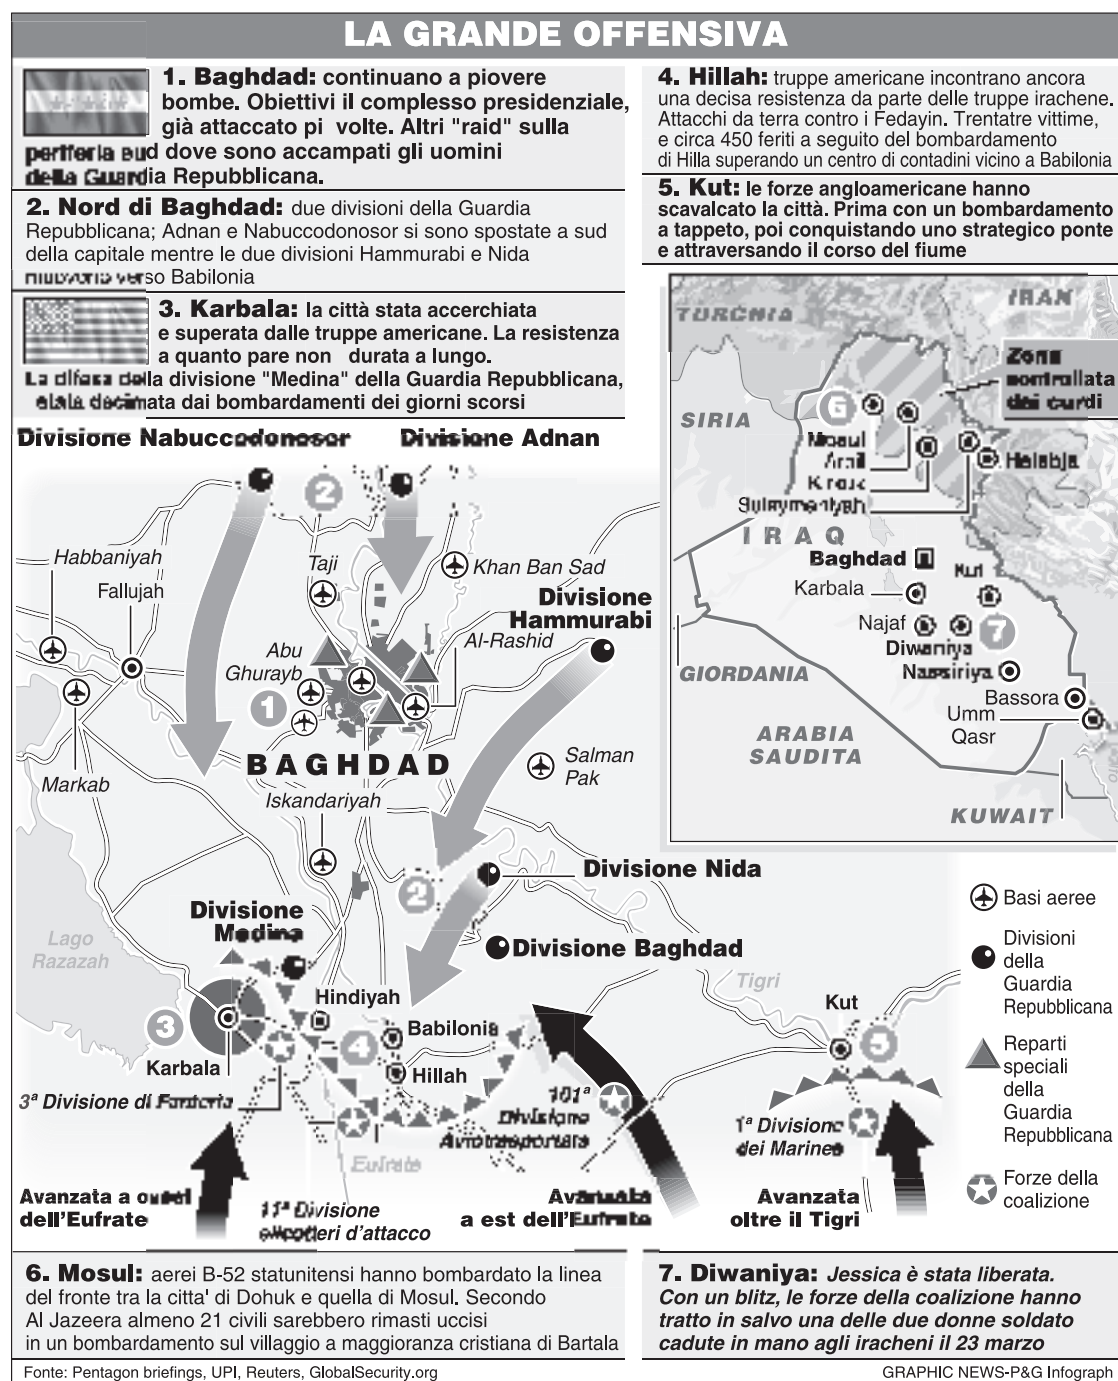 LA GRANDE OFFENSIVA
1. Baghdad: continuano a piovere
bombe. Obiettivi il complesso presidenziale,
già attaccato pi volte. Altri "raid" sulla
periferia sud dove sono accampati gli uomini
della Guardia Repubblicana.
2. Nord di Baghdad: due divisioni della Guardia
Repubblicana; Adnan e Nabuccodonosor si sono spostate a sud
della capitale mentre le due divisioni Hammurabi e Nida
verso Babilonia
3. Karbala: la città stata accerchiata
e superata dalle truppe americane. La resistenza
a quanto pare non durata a lungo.
La difesa della divisione "Medina" della Guardia Repubblicana,
stata decimata dai bombardamenti dei giorni scorsi
4. Hillah: truppe americane incontrano ancora
una decisa resistenza da parte delle truppe irachene.
Attacchi da terra contro i Fedayin. Trentatre vittime,
e circa 450 feriti a seguito del bombardamento
di Hilla superando un centro di contadini vicino a Babilonia
5. Kut: le forze angloamericane hanno
scavalcato la città. Prima con un bombardamento
a tappeto, poi conquistando uno strategico ponte
e attraversando il corso del fiume
TURCHIA
IRAN
Zona
controllata
dai curdi
SIRIA
6
Mosul
Arbil
Kirkuk
Sulaymaniyah
Halabja
IRAQ
Baghdad
Karbala
Kut
Najaf
7
Diwaniya
Nassiriya
GIORDANIA
Bassora
Umm
Qasr
ARABIA
SAUDITA
KUWAIT
Divisione Nabuccodonosor
Divisione Adnan
2
Habbaniyah
Fallujah
Taji
Khan Ban Sad
Divisione
Hammurabi
Abu
Ghurayb
Al-Rashid
1
BAGHDAD
Markab
Salman
Pak
Iskandariyah
2
Divisione Nida
Divisione
Medina
Divisione Baghdad
Lago
Razazah
Tigri
Hindiyah
Kut
3
4
Babilonia
5
Karbala
Hillah
3ª Divisione di Fanteria
101ª
Divisione
Aviotrasportata
1ª Divisione
dei Marines
Eufrate
Avanzata a ovest
dell'Eufrate
11ª Divisione
elicotteri d'attacco
Avanzata
a est dell'Eufrate
Avanzata
oltre il Tigri
Basi aeree
Divisioni
della
Guardia
Repubblicana
Reparti
speciali
della
Guardia
Repubblicana
Forze della
coalizione
6. Mosul: aerei B-52 statunitensi hanno bombardato la linea
del fronte tra la citta' di Dohuk e quella di Mosul. Secondo
Al Jazeera almeno 21 civili sarebbero rimasti uccisi
in un bombardamento sul villaggio a maggioranza cristiana di Bartala
7. Diwaniya: Jessica è stata liberata.
Con un blitz, le forze della coalizione hanno
tratto in salvo una delle due donne soldato
cadute in mano agli iracheni il 23 marzo
Fonte: Pentagon briefings, UPI, Reuters, GlobalSecurity.org
GRAPHIC NEWS-P&G Infograph